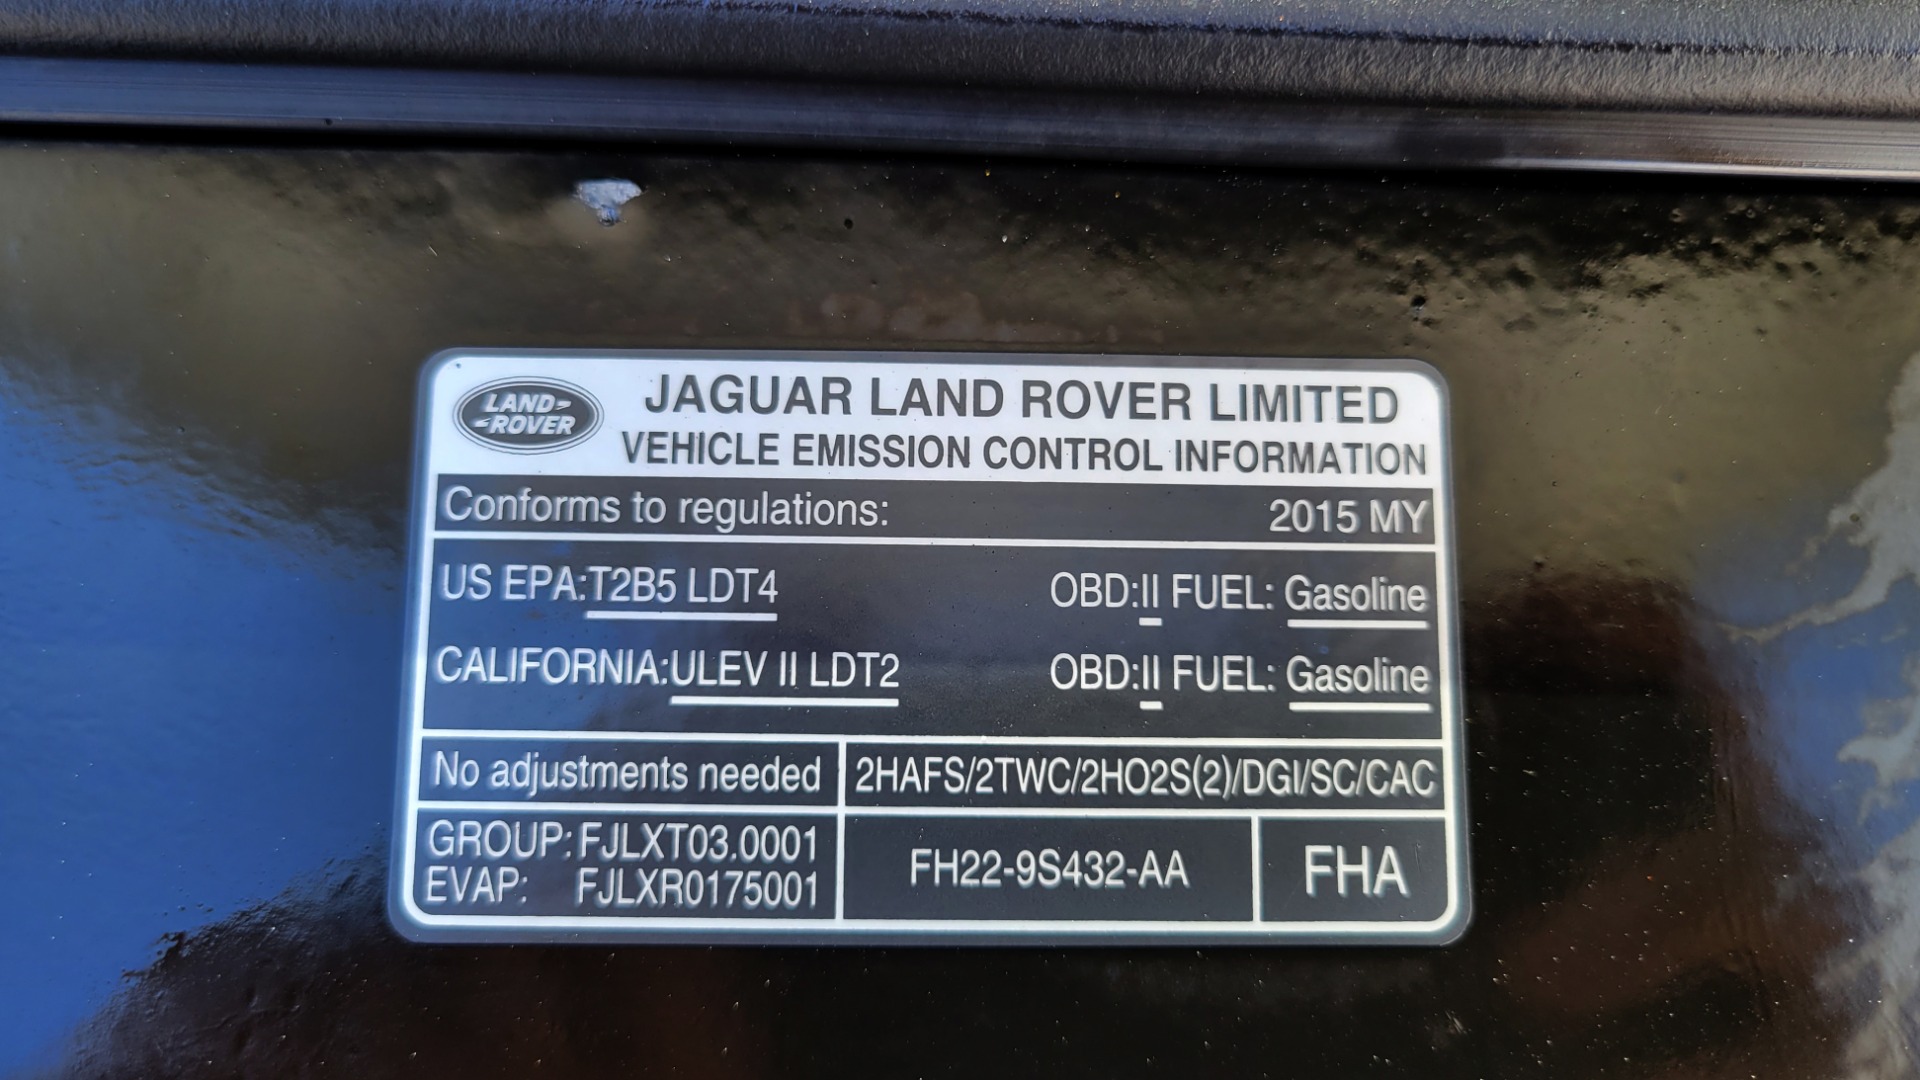 LAND-
-ROVER
JAGUAR LAND ROVER LIMITED
VEHICLE EMISSION CONTROL INFORMATION
Conforms to regulations: 2015 MY
US EPA:T2B5 LDT4 OBD:II FUEL: Gasoline
CALIFORNIA:ULEV II LDT2 OBD:II FUEL: Gasoline
No adjustments needed 2HAFS/2TWC/2HO2S(2)/DGI/SC/CAC
GROUP: FJLXT03.0001
EVAP: FJLXR0175001
FH22-9S432-AA
FHA